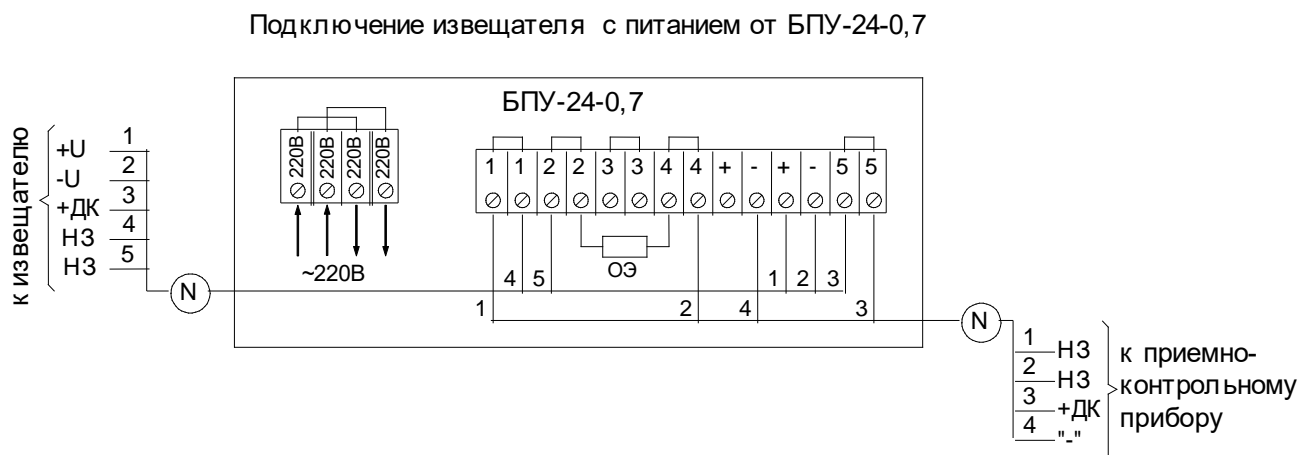 Подключение извещателя с питанием от БПУ-24-0,7
БПУ-24-0,7
к извещателю
+U 1
-U 2
+ДК 3
НЗ 4
НЗ 5
N
220В 220В 220В 220В
~220В
1 1 2 2 3 3 4 4 + - + - 5 5
ОЭ
4 5 1 2 3
1 2 4 3
N
1 НЗ
2 НЗ
3 +ДК
4 "-"
к приемно-
контрольному
прибору